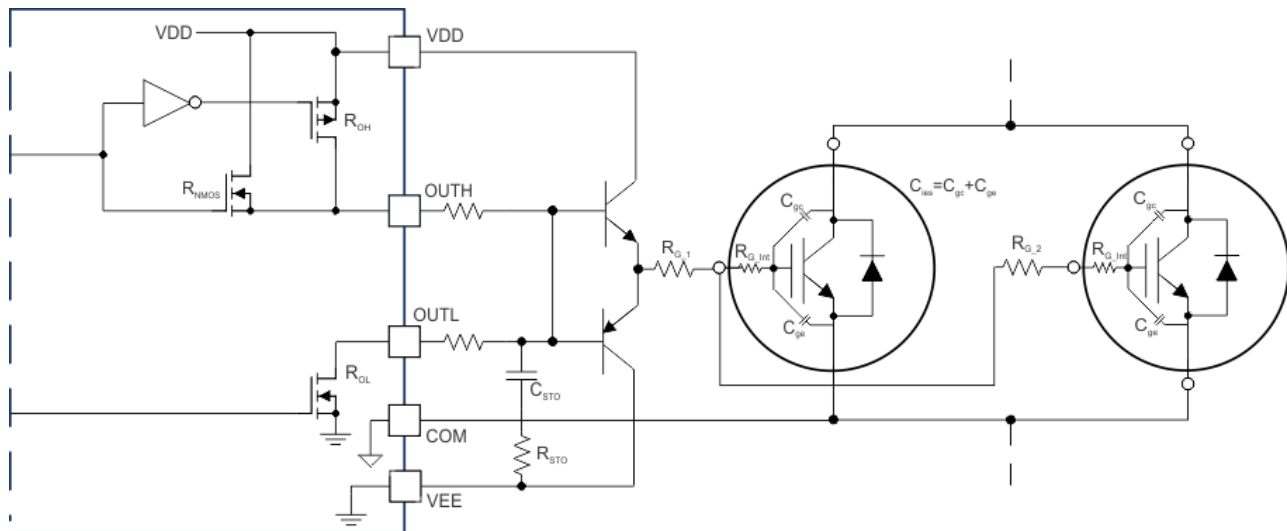 VDD
VDD
R_OH
R_NMOS
OUTH
C_ies=C_gc+C_ge
C_gc
C_gc
R_G_1
R_G_Int
R_G_2
R_G_Int
C_ge
C_ge
OUTL
R_OL
C_STO
COM
R_STO
VEE